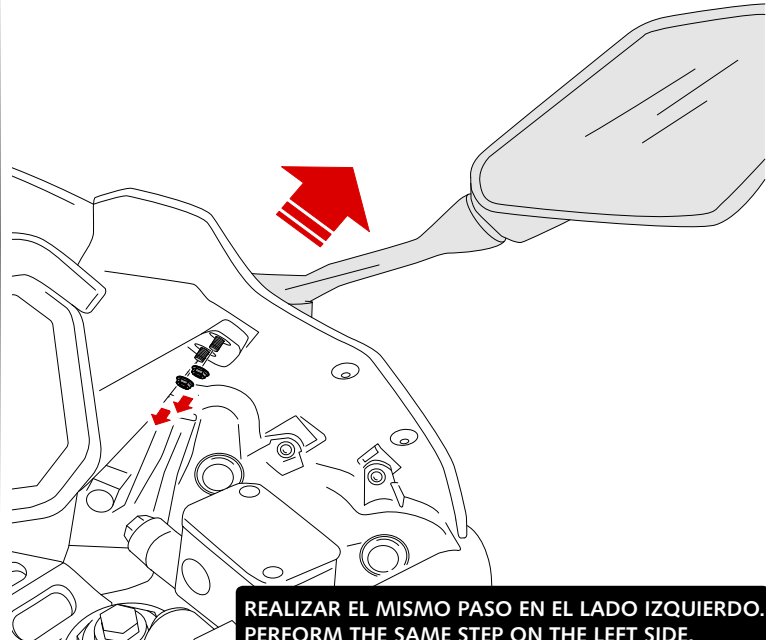 REALIZAR EL MISMO PASO EN EL LADO IZQUIERDO.
PERFORM THE SAME STEP ON THE LEFT SIDE.